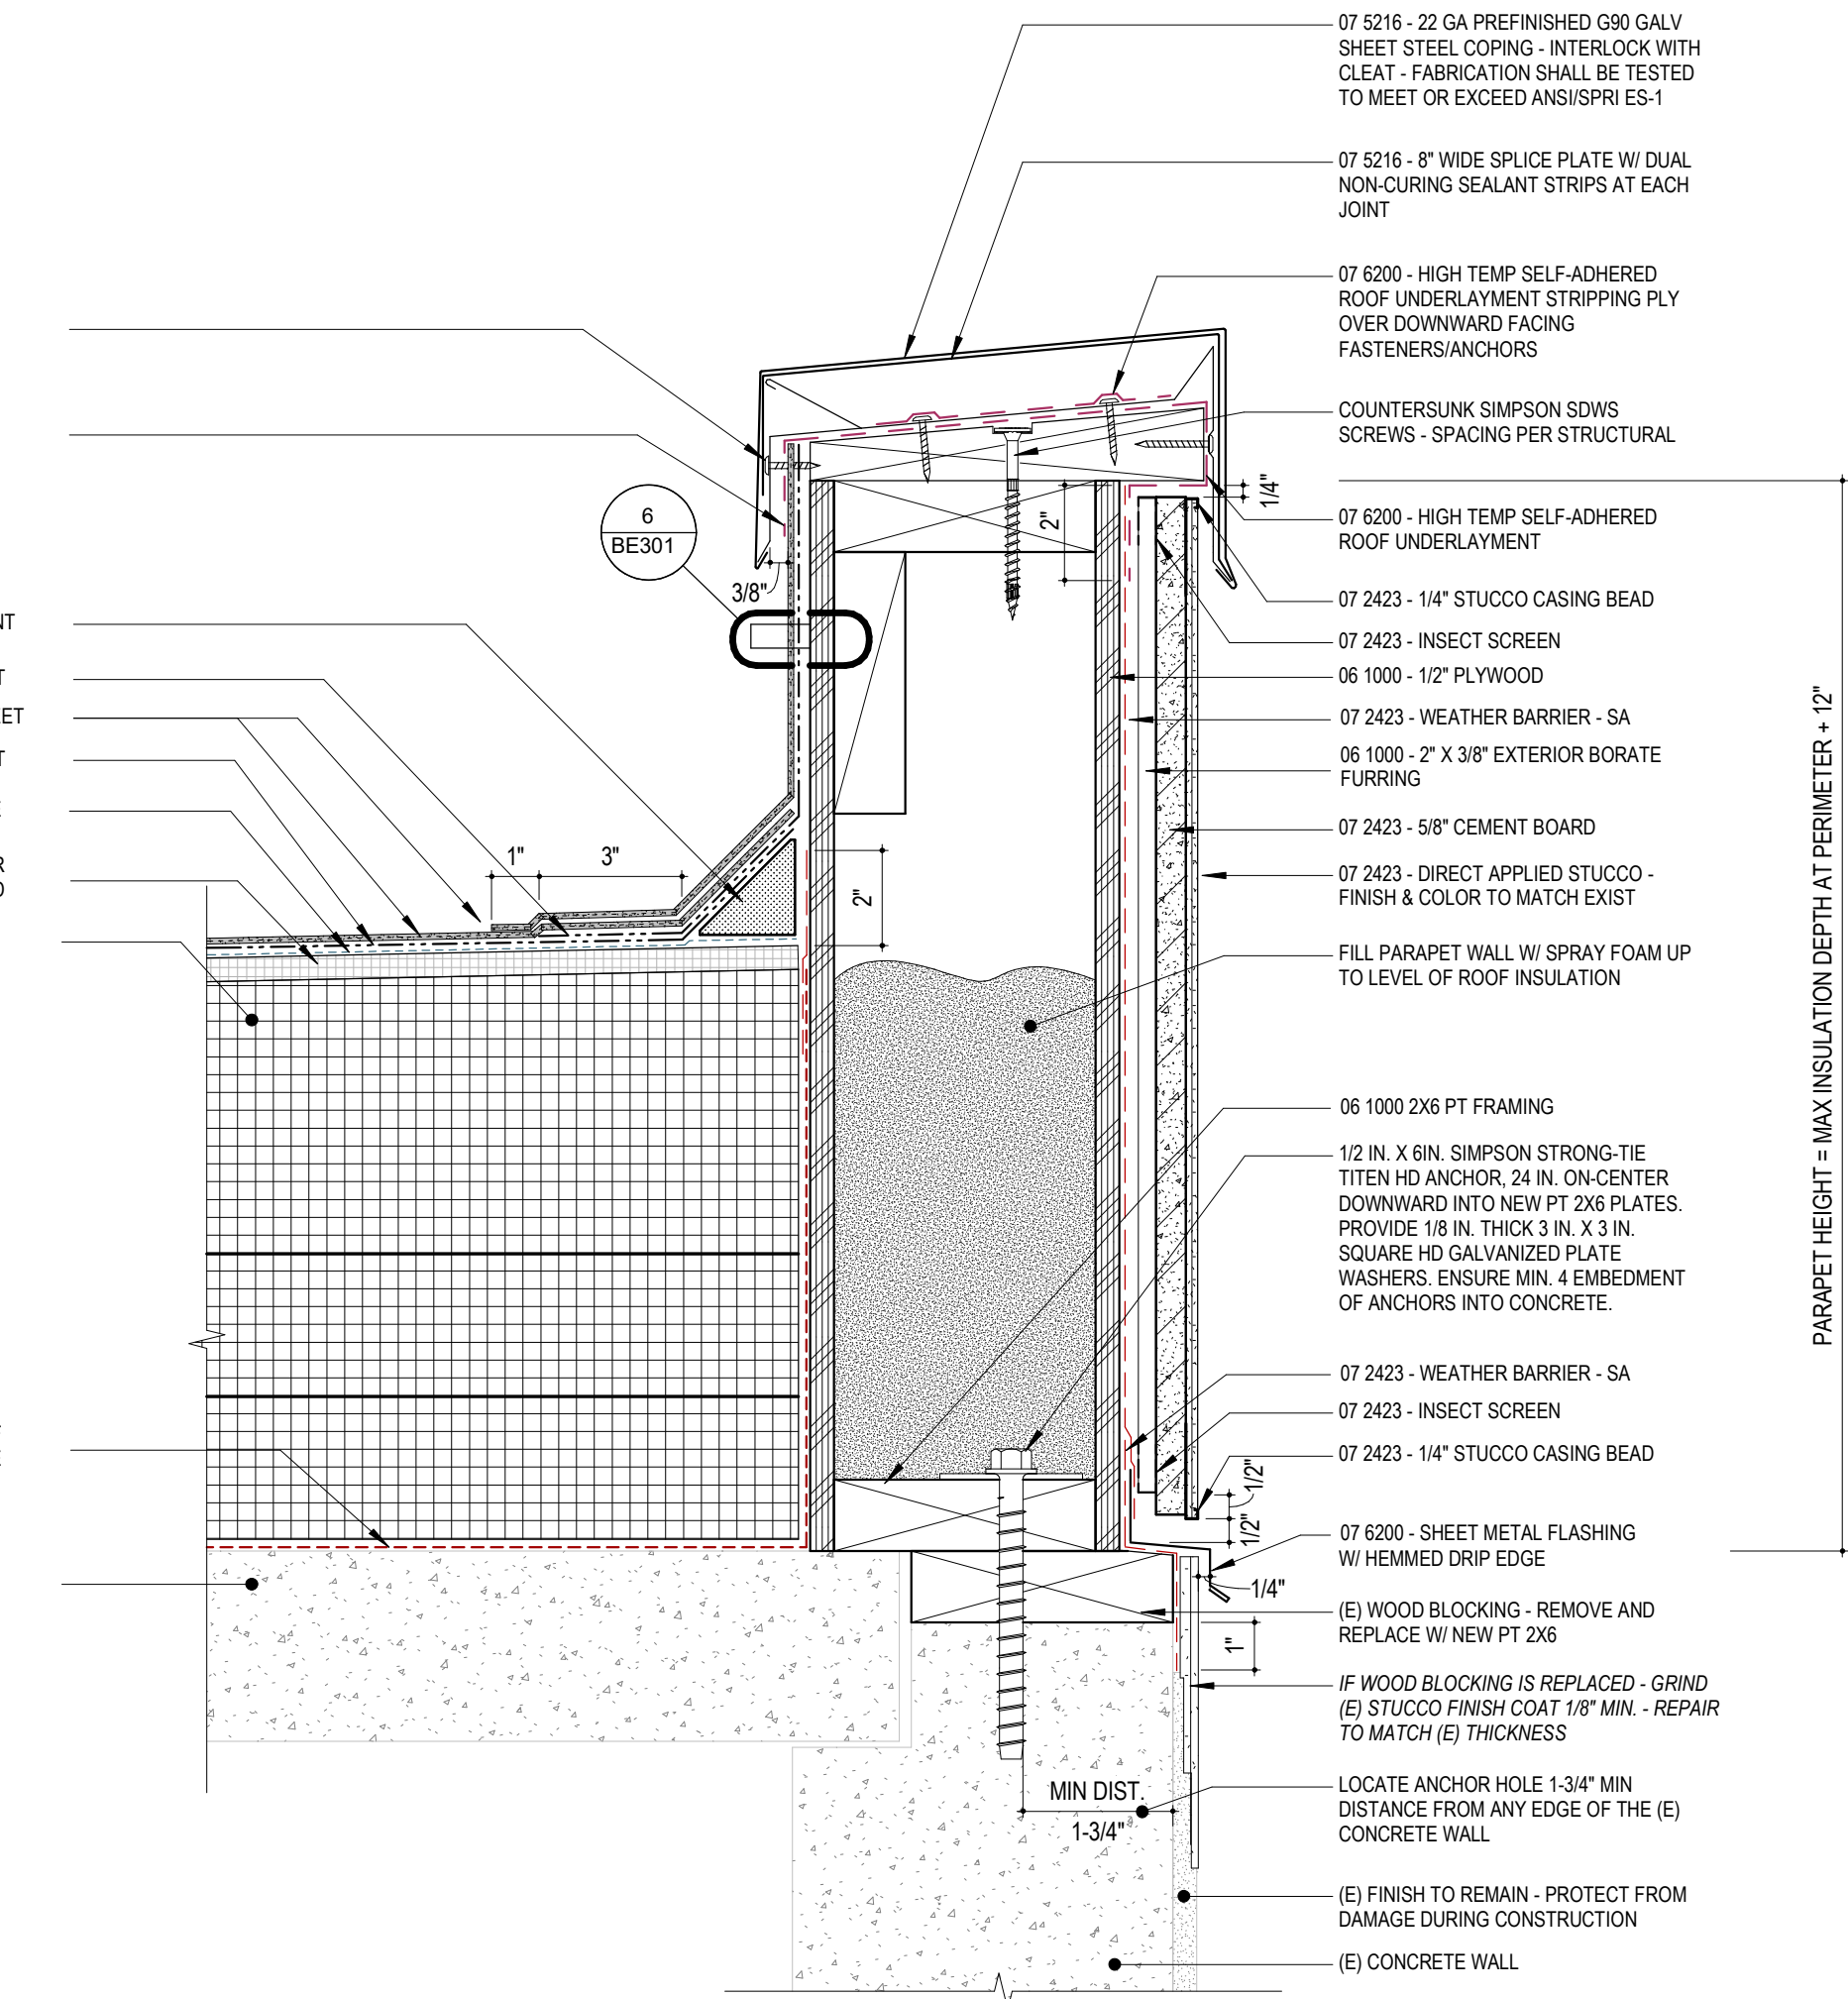 07 5216 - 22 GA PREFINISHED G90 GALV
SHEET STEEL COPING - INTERLOCK WITH
CLEAT - FABRICATION SHALL BE TESTED
TO MEET OR EXCEED ANSI/SPRI ES-1
07 5216 - 8" WIDE SPLICE PLATE W/ DUAL
NON-CURING SEALANT STRIPS AT EACH
JOINT
07 6200 - HIGH TEMP SELF-ADHERED
ROOF UNDERLAYMENT STRIPPING PLY
OVER DOWNWARD FACING
FASTENERS/ANCHORS
COUNTERSUNK SIMPSON SDWS
SCREWS - SPACING PER STRUCTURAL
07 6200 - HIGH TEMP SELF-ADHERED
ROOF UNDERLAYMENT
07 2423 - 1/4" STUCCO CASING BEAD
07 2423 - INSECT SCREEN
06 1000 - 1/2" PLYWOOD
07 2423 - WEATHER BARRIER - SA
06 1000 - 2" X 3/8" EXTERIOR BORATE
FURRING
07 2423 - 5/8" CEMENT BOARD
07 2423 - DIRECT APPLIED STUCCO -
FINISH & COLOR TO MATCH EXIST
FILL PARAPET WALL W/ SPRAY FOAM UP
TO LEVEL OF ROOF INSULATION
06 1000 2X6 PT FRAMING
1/2 IN. X 6IN. SIMPSON STRONG-TIE
TITEN HD ANCHOR, 24 IN. ON-CENTER
DOWNWARD INTO NEW PT 2X6 PLATES.
PROVIDE 1/8 IN. THICK 3 IN. X 3 IN.
SQUARE HD GALVANIZED PLATE
WASHERS. ENSURE MIN. 4 EMBEDMENT
OF ANCHORS INTO CONCRETE.
07 2423 - WEATHER BARRIER - SA
07 2423 - INSECT SCREEN
07 2423 - 1/4" STUCCO CASING BEAD
07 6200 - SHEET METAL FLASHING
W/ HEMMED DRIP EDGE
(E) WOOD BLOCKING - REMOVE AND
REPLACE W/ NEW PT 2X6
IF WOOD BLOCKING IS REPLACED - GRIND
(E) STUCCO FINISH COAT 1/8" MIN. - REPAIR
TO MATCH (E) THICKNESS
LOCATE ANCHOR HOLE 1-3/4" MIN
DISTANCE FROM ANY EDGE OF THE (E)
CONCRETE WALL
(E) FINISH TO REMAIN - PROTECT FROM
DAMAGE DURING CONSTRUCTION
(E) CONCRETE WALL
PARAPET HEIGHT = MAX INSULATION DEPTH AT PERIMETER + 12"
6
BE301
3/8"
2"
1/4"
1"
3"
2"
1/2"
1/2"
1/4"
1"
MIN DIST.
1-3/4"
NT
T
ET
T
R